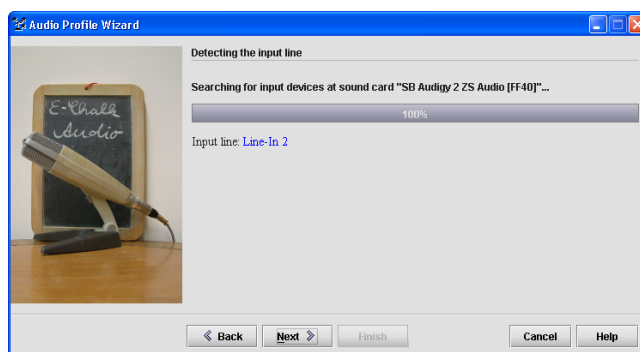 Audio Profile Wizard
Detecting the input line
Searching for input devices at sound card "SB Audigy 2 ZS Audio [FF40]"...
100%
Input line: Line-In 2
E-Chalk
Audio
Back Next Finish Cancel Help